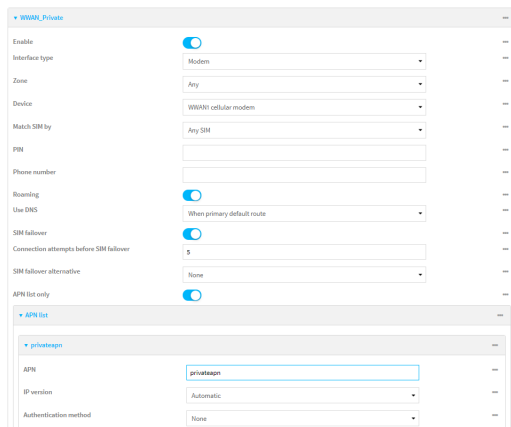 WWAN_Private
Enable
Interface type Modem
Zone Any
Device WWAN1 cellular modem
Match SIM by Any SIM
PIN
Phone number
Roaming
Use DNS When primary default route
SIM failover
Connection attempts before SIM failover 5
SIM failover alternative None
APN list only
APN list
privateapn
APN privateapn
IP version Automatic
Authentication method None